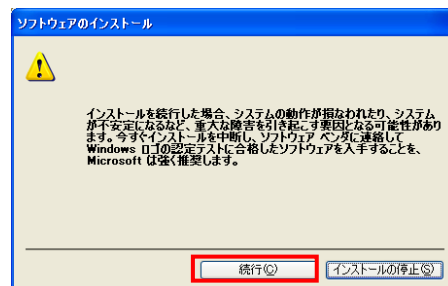 ソフトウェアのインストール
インストールを続行した場合、システムの動作が損なわれたり、システム
が不安定になるなど、重大な障害を引き起こす要因となる可能性があり
ます。今すぐインストールを中断し、ソフトウェア ベンダに連絡して
Windows ロゴの認定テストに合格したソフトウェアを入手することを、
Microsoft は強く推奨します。
続行(C) インストールの停止(S)